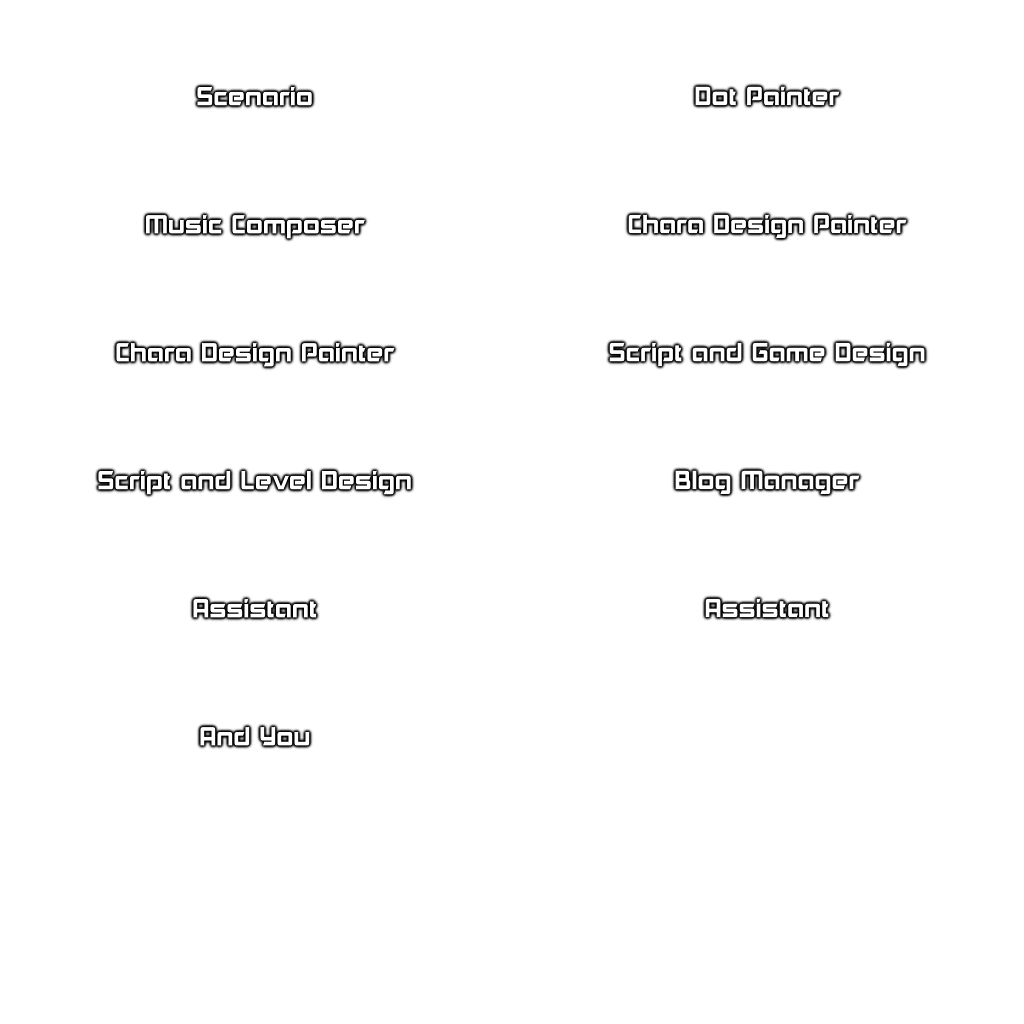 Scenario
Dot Painter
Music Composer
Chara Design Painter
Chara Design Painter
Script and Game Design
Script and Level Design
Blog Manager
Assistant
Assistant
And You